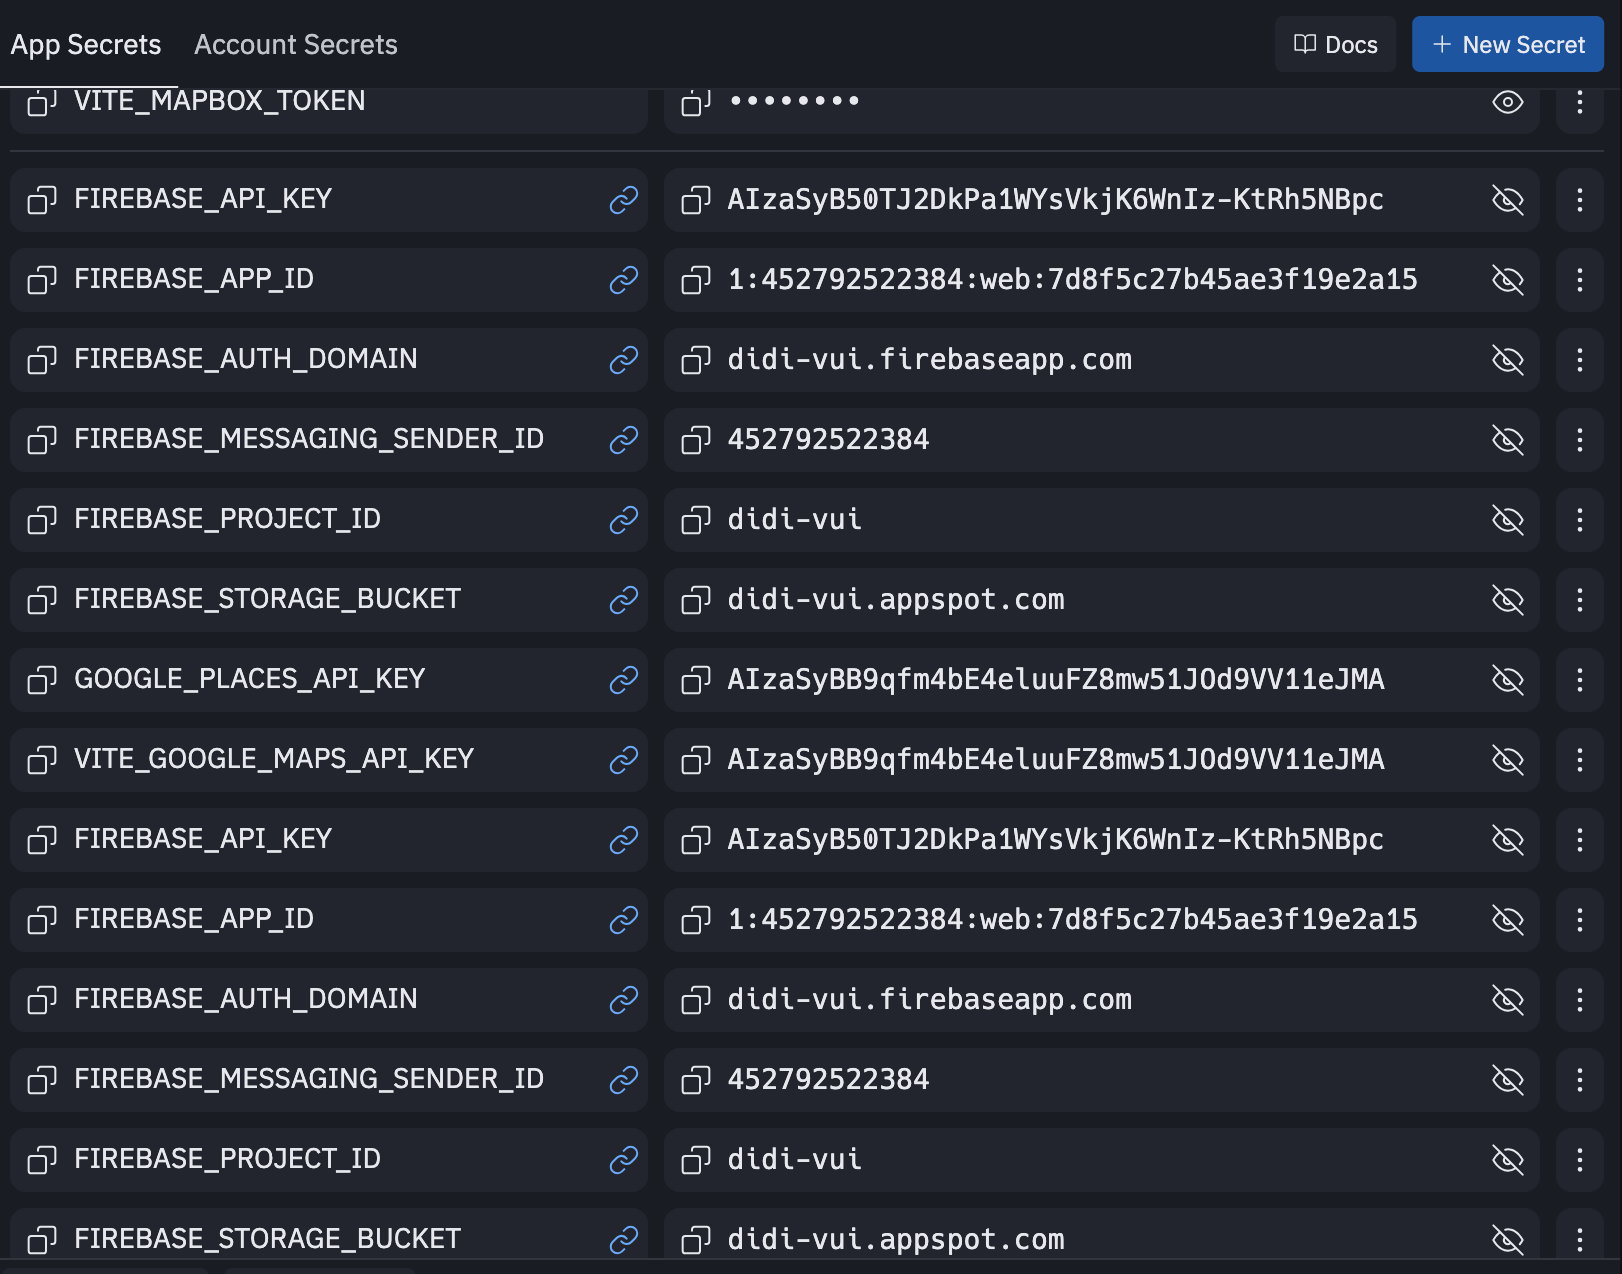 App Secrets Account Secrets Docs New Secret
VITE_MAPBOX_TOKEN ••••••••
FIREBASE_API_KEY AIzaSyB50TJ2DkPa1WYsVkjK6WnIz-KtRh5NBpc
FIREBASE_APP_ID 1:452792522384:web:7d8f5c27b45ae3f19e2a15
FIREBASE_AUTH_DOMAIN didi-vui.firebaseapp.com
FIREBASE_MESSAGING_SENDER_ID 452792522384
FIREBASE_PROJECT_ID didi-vui
FIREBASE_STORAGE_BUCKET didi-vui.appspot.com
GOOGLE_PLACES_API_KEY AIzaSyBB9qfm4bE4eluuFZ8mw51JOd9VV11eJMA
VITE_GOOGLE_MAPS_API_KEY AIzaSyBB9qfm4bE4eluuFZ8mw51JOd9VV11eJMA
FIREBASE_API_KEY AIzaSyB50TJ2DkPa1WYsVkjK6WnIz-KtRh5NBpc
FIREBASE_APP_ID 1:452792522384:web:7d8f5c27b45ae3f19e2a15
FIREBASE_AUTH_DOMAIN didi-vui.firebaseapp.com
FIREBASE_MESSAGING_SENDER_ID 452792522384
FIREBASE_PROJECT_ID didi-vui
FIREBASE_STORAGE_BUCKET didi-vui.appspot.com